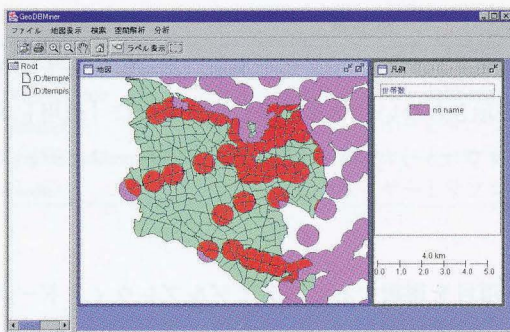 GeoDBMiner
ファイル 地図表示 検索 空間解析 分析
ラベル表示
Root
/D:/temp/e
/D:/temp/s
地図
凡例
世帯数
no name
4.0 km
0.0 1.0 2.0 3.0 4.0 5.0